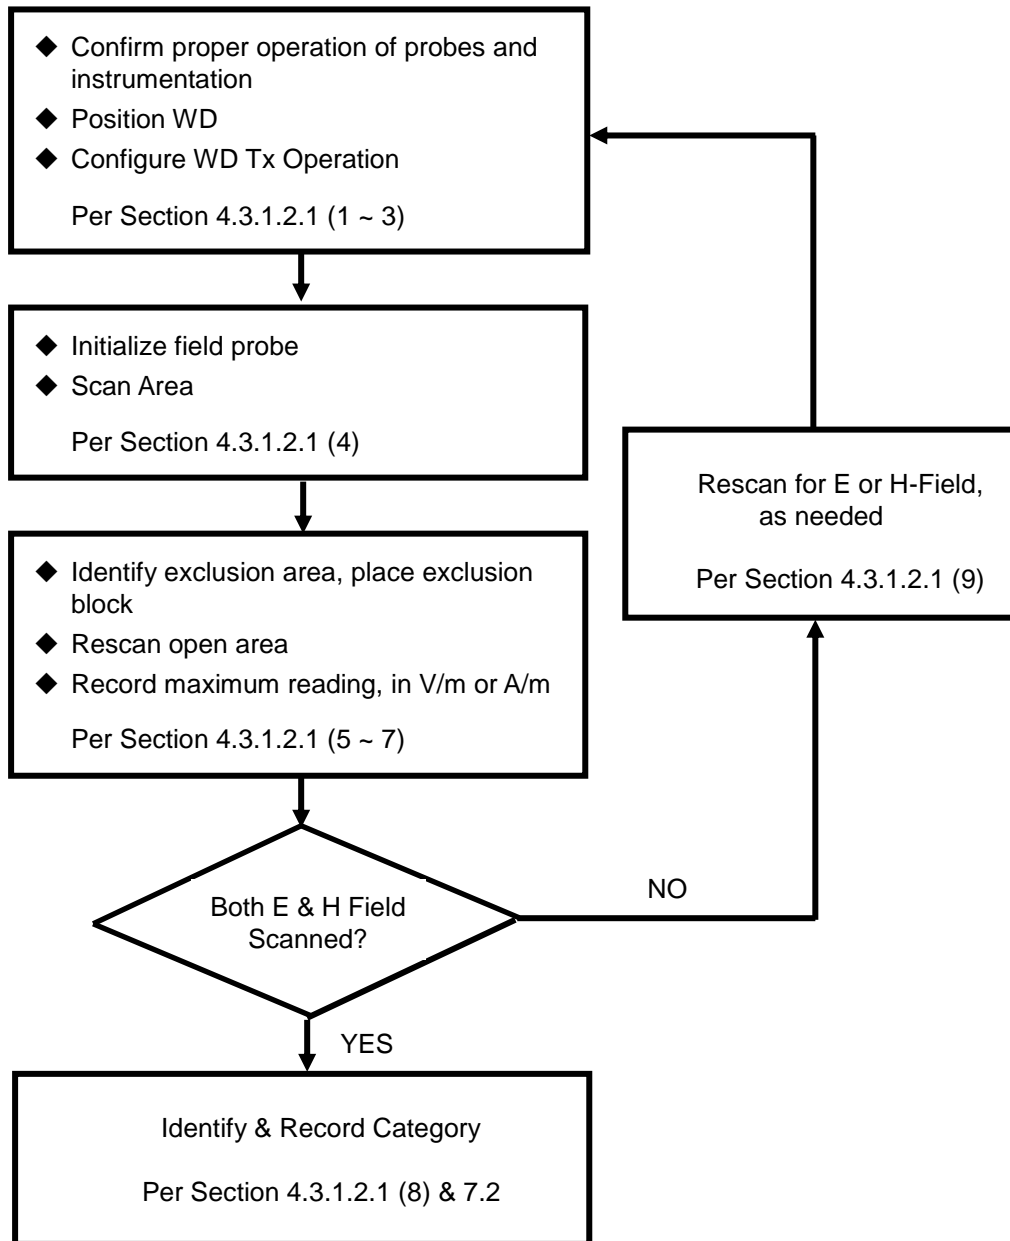 ◆ Confirm proper operation of probes and
instrumentation
◆ Position WD
◆ Configure WD Tx Operation
Per Section 4.3.1.2.1 (1 ~ 3)
◆ Initialize field probe
◆ Scan Area
Per Section 4.3.1.2.1 (4)
◆ Identify exclusion area, place exclusion
block
◆ Rescan open area
◆ Record maximum reading, in V/m or A/m
Per Section 4.3.1.2.1 (5 ~ 7)
Both E & H Field
Scanned?
NO
Rescan for E or H-Field,
as needed
Per Section 4.3.1.2.1 (9)
YES
Identify & Record Category
Per Section 4.3.1.2.1 (8) & 7.2